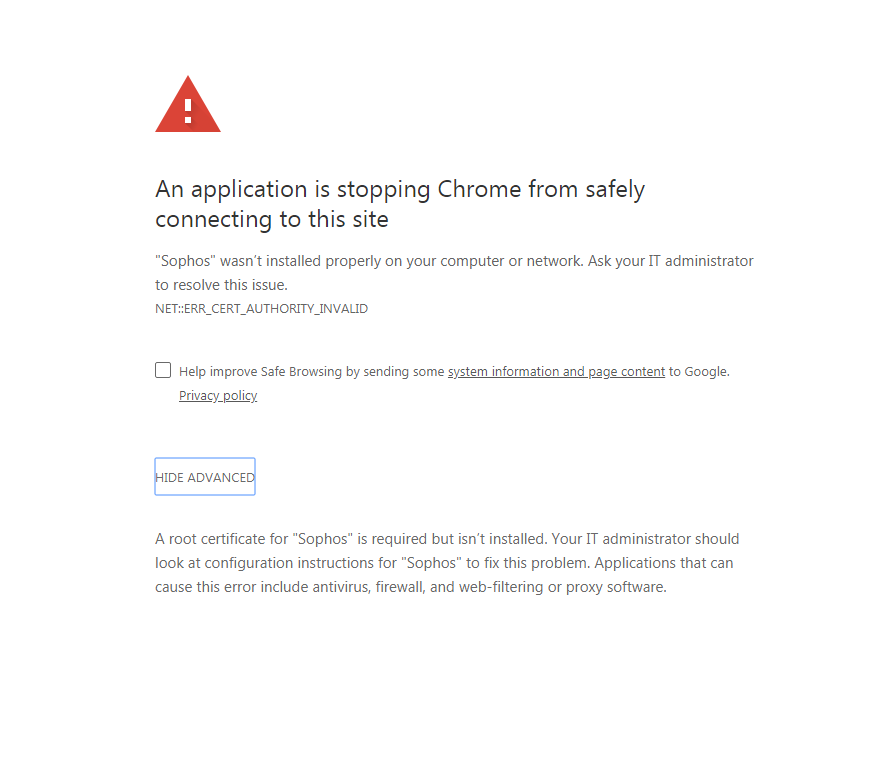 An application is stopping Chrome from safely
connecting to this site
"Sophos" wasn't installed properly on your computer or network. Ask your IT administrator
to resolve this issue.
NET::ERR_CERT_AUTHORITY_INVALID
Help improve Safe Browsing by sending some system information and page content to Google.
Privacy policy
HIDE ADVANCED
A root certificate for "Sophos" is required but isn't installed. Your IT administrator should
look at configuration instructions for "Sophos" to fix this problem. Applications that can
cause this error include antivirus, firewall, and web-filtering or proxy software.